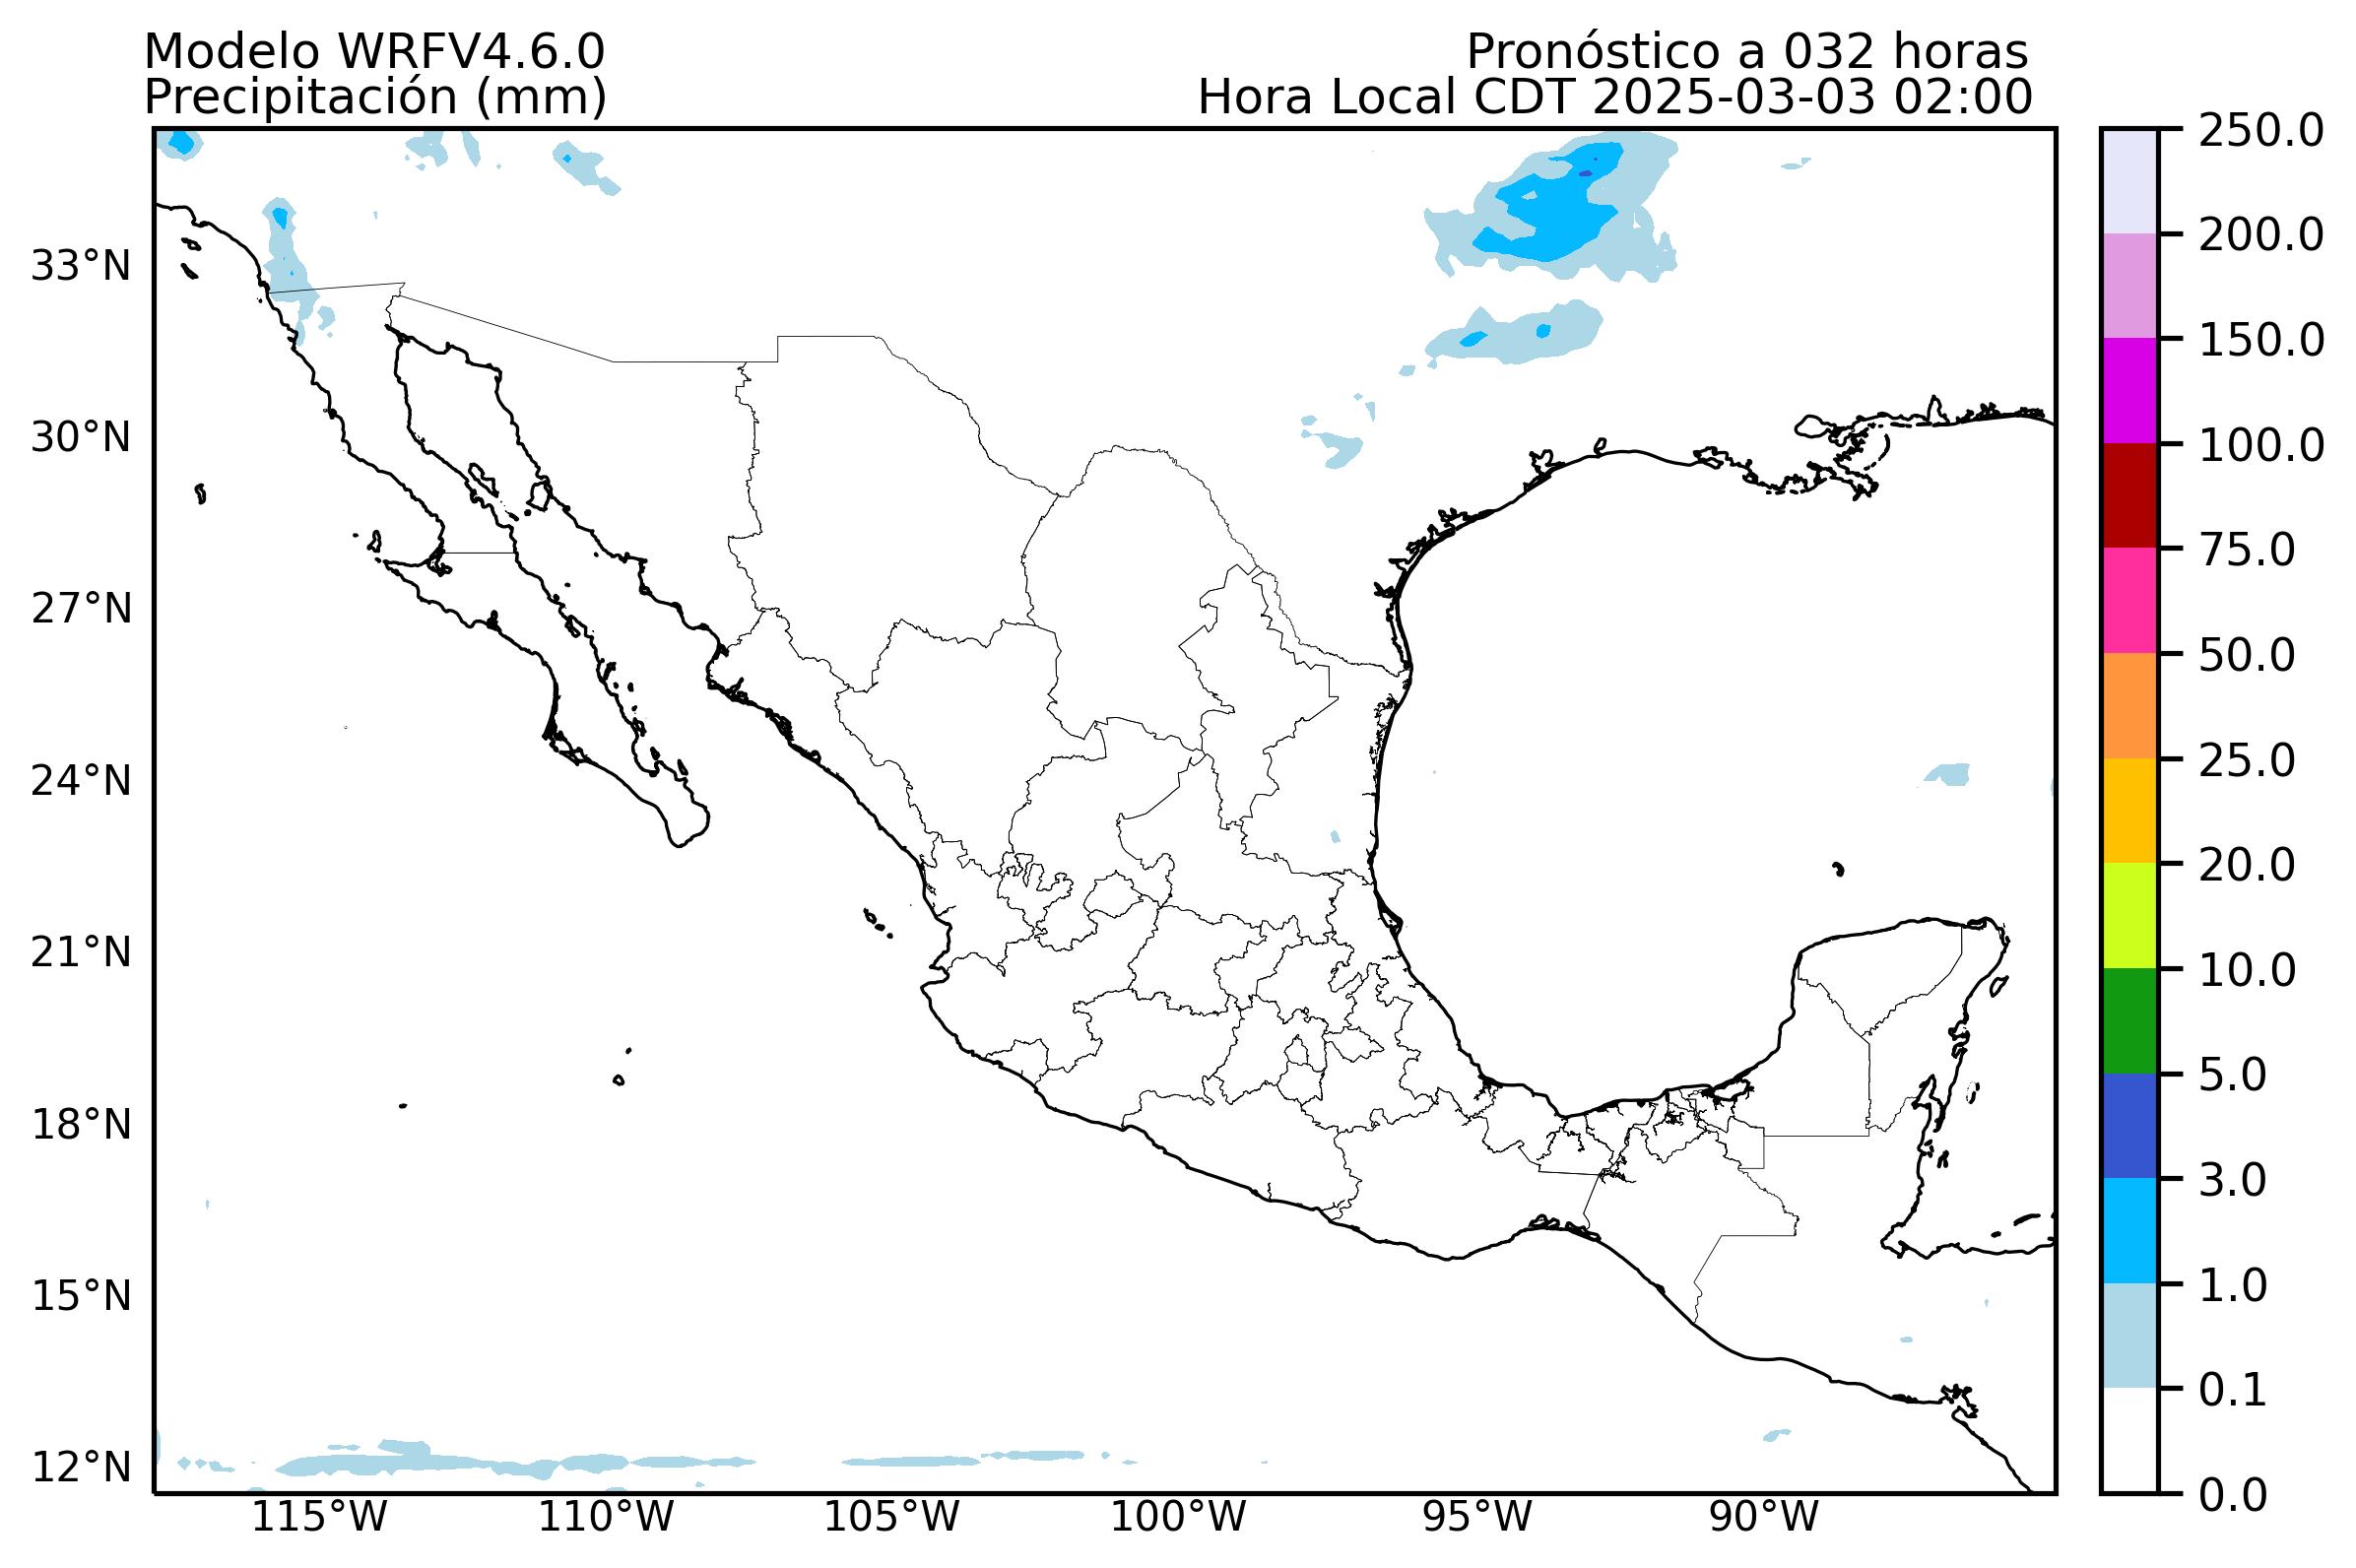 Modelo WRFV4.6.0
Precipitación (mm)
Pronóstico a 032 horas
Hora Local CDT 2025-03-03 02:00
33°N
30°N
27°N
24°N
21°N
18°N
15°N
12°N
115°W
110°W
105°W
100°W
95°W
90°W
250.0
200.0
150.0
100.0
75.0
50.0
25.0
20.0
10.0
5.0
3.0
1.0
0.1
0.0